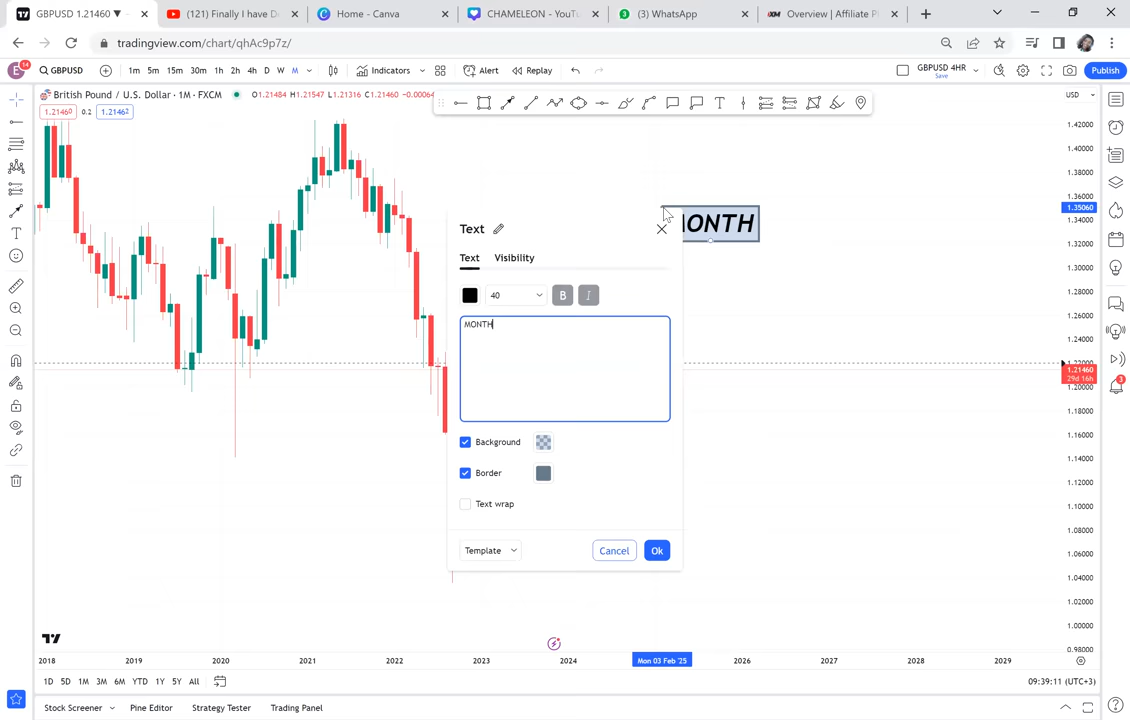 GBPUSD 1.21460 ▼
(121) Finally I have D
Home - Canva
CHAMELEON - YouT
(3) WhatsApp
Overview | Affiliate P
tradingview.com/chart/qhAc9p7z/
E 14 GBPUSD 1m 5m 15m 30m 1h 2h 4h D W M Indicators Alert Replay GBPUSD 4HR Save Publish
British Pound / U.S. Dollar · 1M · FXCM O1.21484 H1.21547 L1.21316 C1.21460 -0.00064 USD
1.21460 0.2 1.21462
1.42000
1.40000
1.38000
1.36000
1.35060
1.34000
1.32000
1.30000
1.28000
1.26000
1.24000
1.22000
1.21460
29d 16h
1.20000
1.18000
1.16000
1.14000
1.12000
1.10000
1.08000
1.06000
1.04000
1.02000
1.00000
0.98000
MONTH
Text
Text Visibility
40 B I
MONTH
Background
Border
Text wrap
Template Cancel Ok
3
2018 2019 2020 2021 2022 2023 2024 Mon 03 Feb '25 2026 2027 2028 2029
1D 5D 1M 3M 6M YTD 1Y 5Y All 09:39:11 (UTC+3)
Stock Screener Pine Editor Strategy Tester Trading Panel